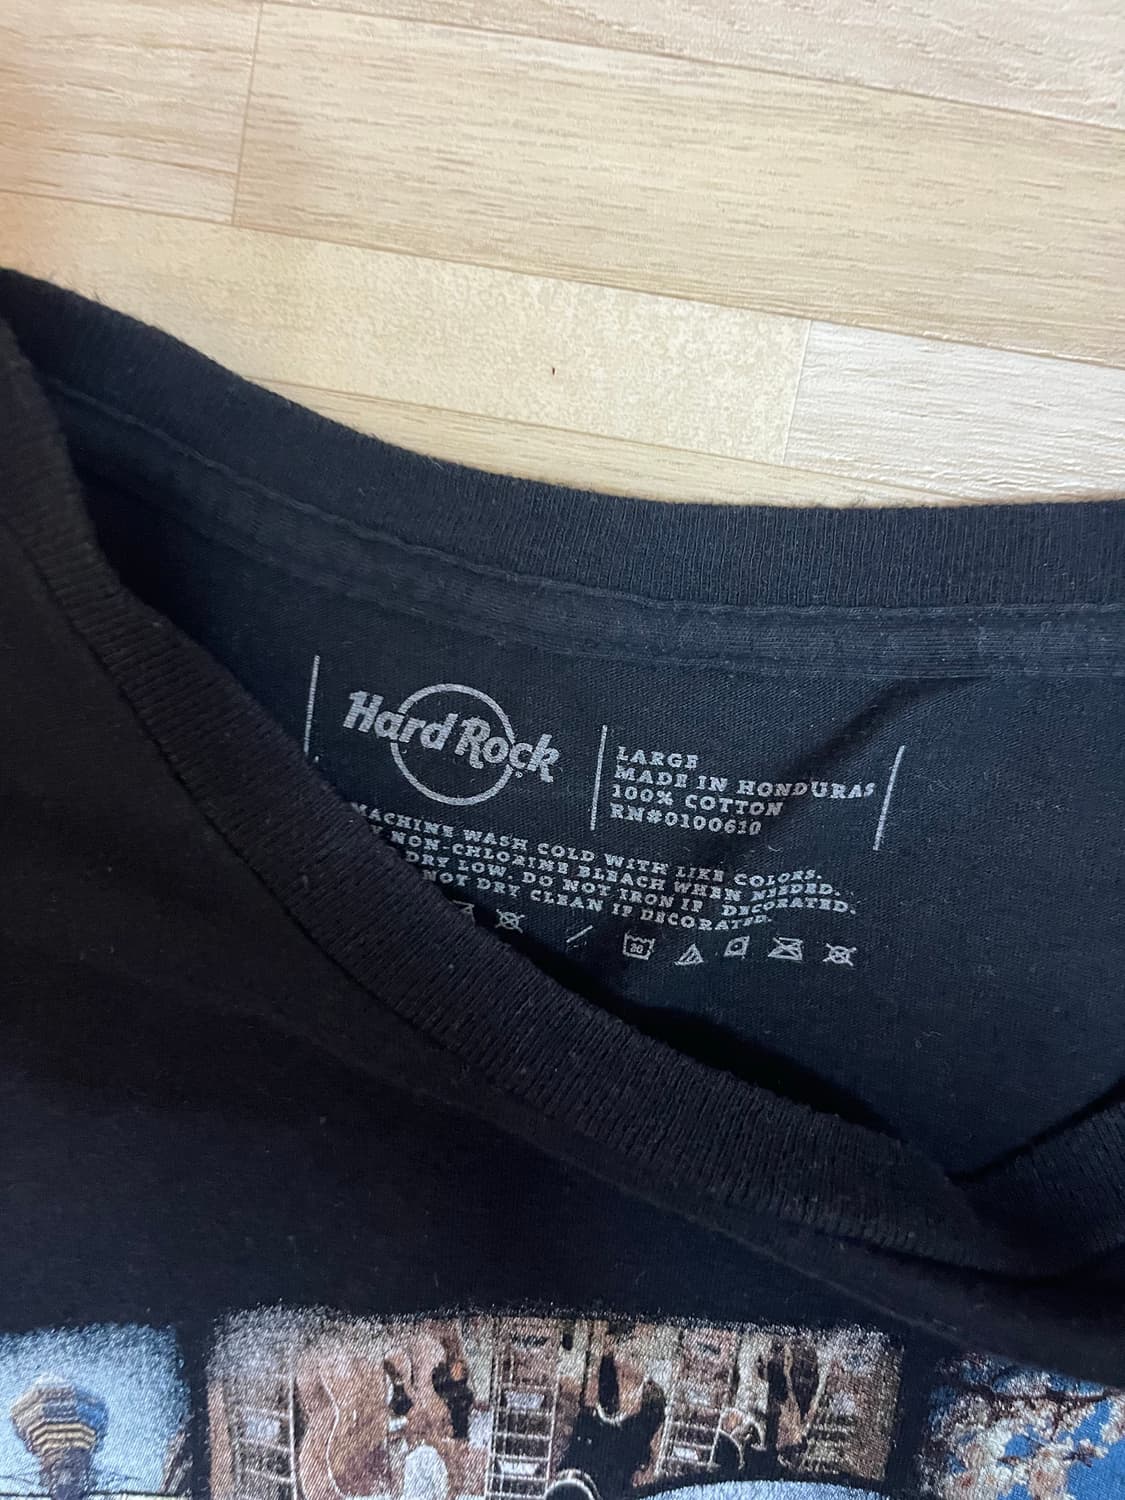 Hard Rock
LARGE
MADE IN HONDURAS
100% COTTON
RN#0100610
MACHINE WASH COLD WITH LIKE COLORS.
NON-CHLORINE BLEACH WHEN NEEDED.
DRY LOW. DO NOT IRON IF DECORATED.
NOT DRY CLEAN IF DECORATED.
30